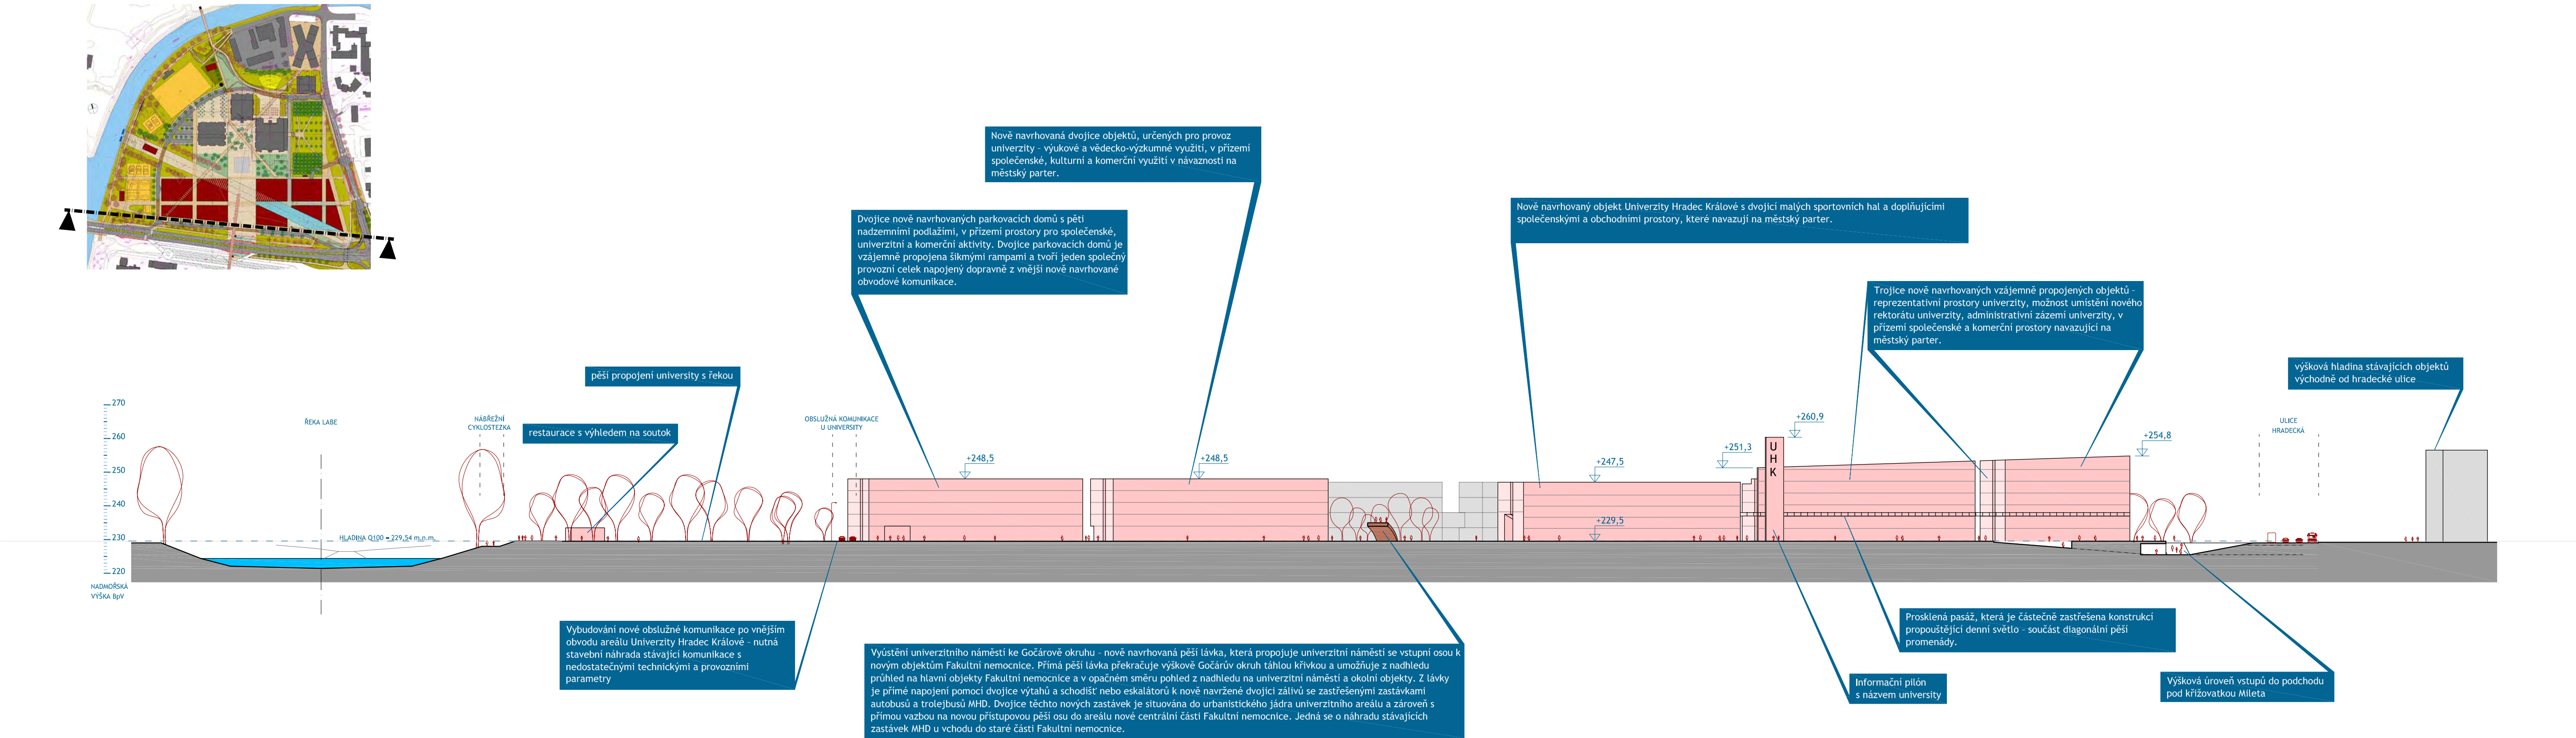 Nově navrhovaná dvojice objektů, určených pro provoz
univerzity – výukové a vědecko-výzkumné využití, v přízemí
společenské, kulturní a komerční využití v návaznosti na
městský parter.
Dvojice nově navrhovaných parkovacích domů s pěti
nadzemními podlažími, v přízemí prostory pro společenské,
univerzitní a komerční aktivity. Dvojice parkovacích domů je
vzájemně propojena šikmými rampami a tvoří jeden společný
provozní celek napojený dopravně z vnější nově navrhované
obvodové komunikace.
Nově navrhovaný objekt Univerzity Hradec Králové s dvojicí malých sportovních hal a doplňujícími
společenskými a obchodními prostory, které navazují na městský parter.
Trojice nově navrhovaných vzájemně propojených objektů –
reprezentativní prostory univerzity, možnost umístění nového
rektorátu univerzity, administrativní zázemí univerzity, v
přízemí společenské a komerční prostory navazující na
městský parter.
výšková hladina stávajících objektů
východně od hradecké ulice
pěší propojení university s řekou
restaurace s výhledem na soutok
ŘEKA LABE
NÁBŘEŽNÍ
CYKLOSTEZKA
OBSLUŽNÁ KOMUNIKACE
U UNIVERSITY
ULICE
HRADECKÁ
270
260
250
240
230
220
NADMOŘSKÁ
VÝŠKA BpV
HLADINA Q100 = 229,54 m.n.m.
+248,5
+248,5
+247,5
+229,5
+251,3
+260,9
+254,8
U
H
K
Vybudování nové obslužné komunikace po vnějším
obvodu areálu Univerzity Hradec Králové – nutná
stavební náhrada stávající komunikace s
nedostatečnými technickými a provozními
parametry
Vyústění univerzitního náměstí ke Gočárově okruhu – nově navrhovaná pěší lávka, která propojuje univerzitní náměstí se vstupní osou k
novým objektům Fakultní nemocnice. Přímá pěší lávka překračuje výškově Gočárův okruh táhlou křivkou a umožňuje z nadhledu
průhled na hlavní objekty Fakultní nemocnice a v opačném směru pohled z nadhledu na univerzitní náměstí a okolní objekty. Z lávky
je přímé napojení pomocí dvojice výtahů a schodišť nebo eskalátorů k nově navržené dvojici zálivů se zastřešenými zastávkami
autobusů a trolejbusů MHD. Dvojice těchto nových zastávek je situována do urbanistického jádra univerzitního areálu a zároveň s
přímou vazbou na novou přístupovou pěší osu do areálu nové centrální části Fakultní nemocnice. Jedná se o náhradu stávajících
zastávek MHD u vchodu do staré části Fakultní nemocnice.
Prosklená pasáž, která je částečně zastřešena konstrukcí
propouštějící denní světlo – součást diagonální pěší
promenády.
Informační pilón
s názvem university
Výšková úroveň vstupů do podchodu
pod křižovatkou Mileta